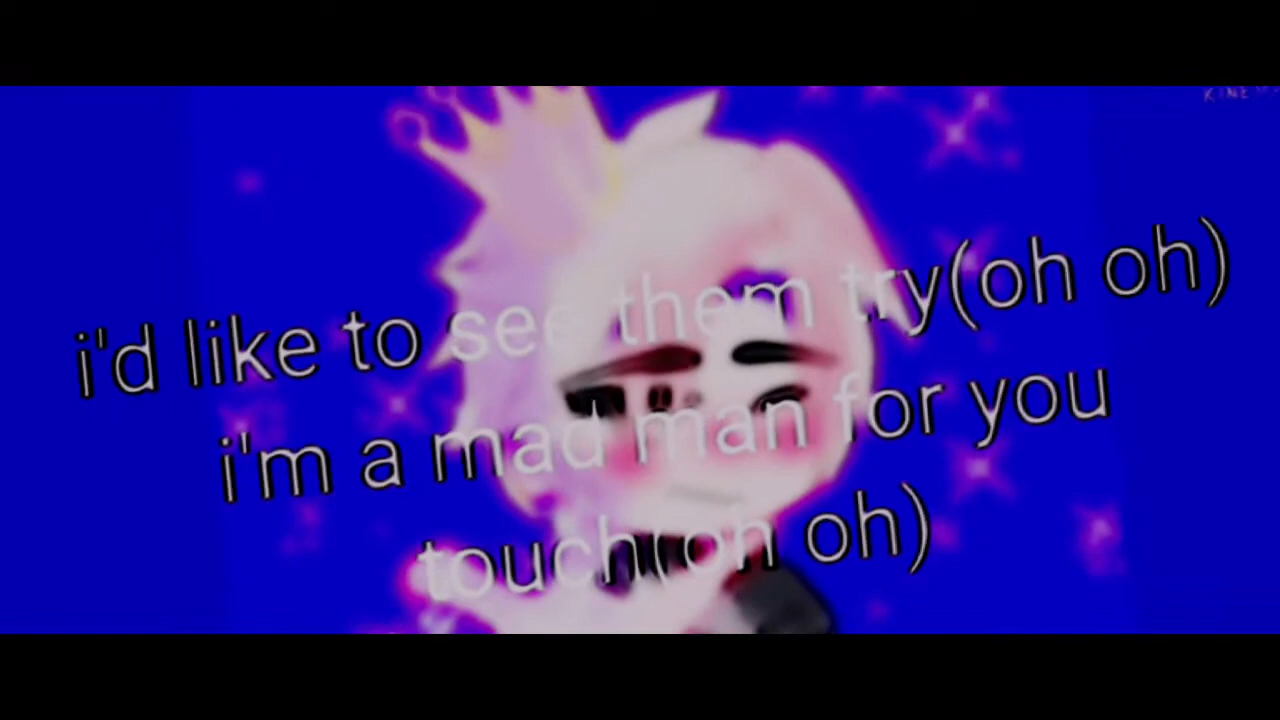 i'd like to see them try(oh oh)
i'm a mad man for you
touch(oh oh)